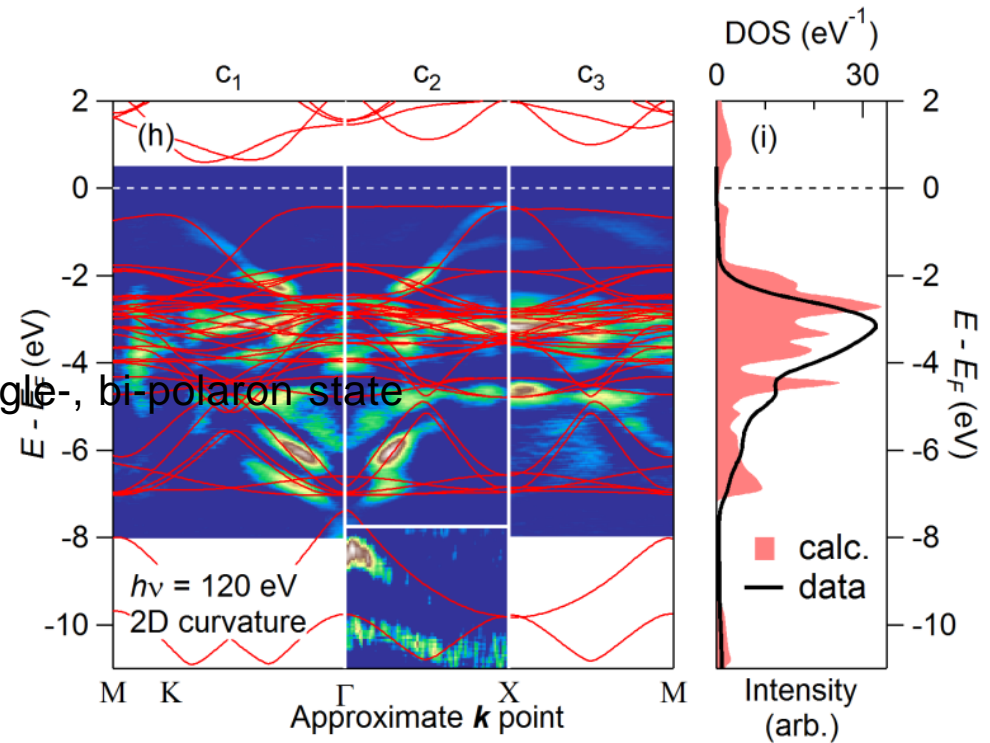 DOS (eV⁻¹)
0 30
c₁ c₂ c₃
2
0
-2
-4
-6
-8
-10
E - E_F (eV)
(h)
gle-, bi-polaron state
hν = 120 eV
2D curvature
M K Γ X M
Approximate k point
(i)
2
0
-2
-4
-6
-8
-10
E - E_F (eV)
calc.
data
Intensity
(arb.)